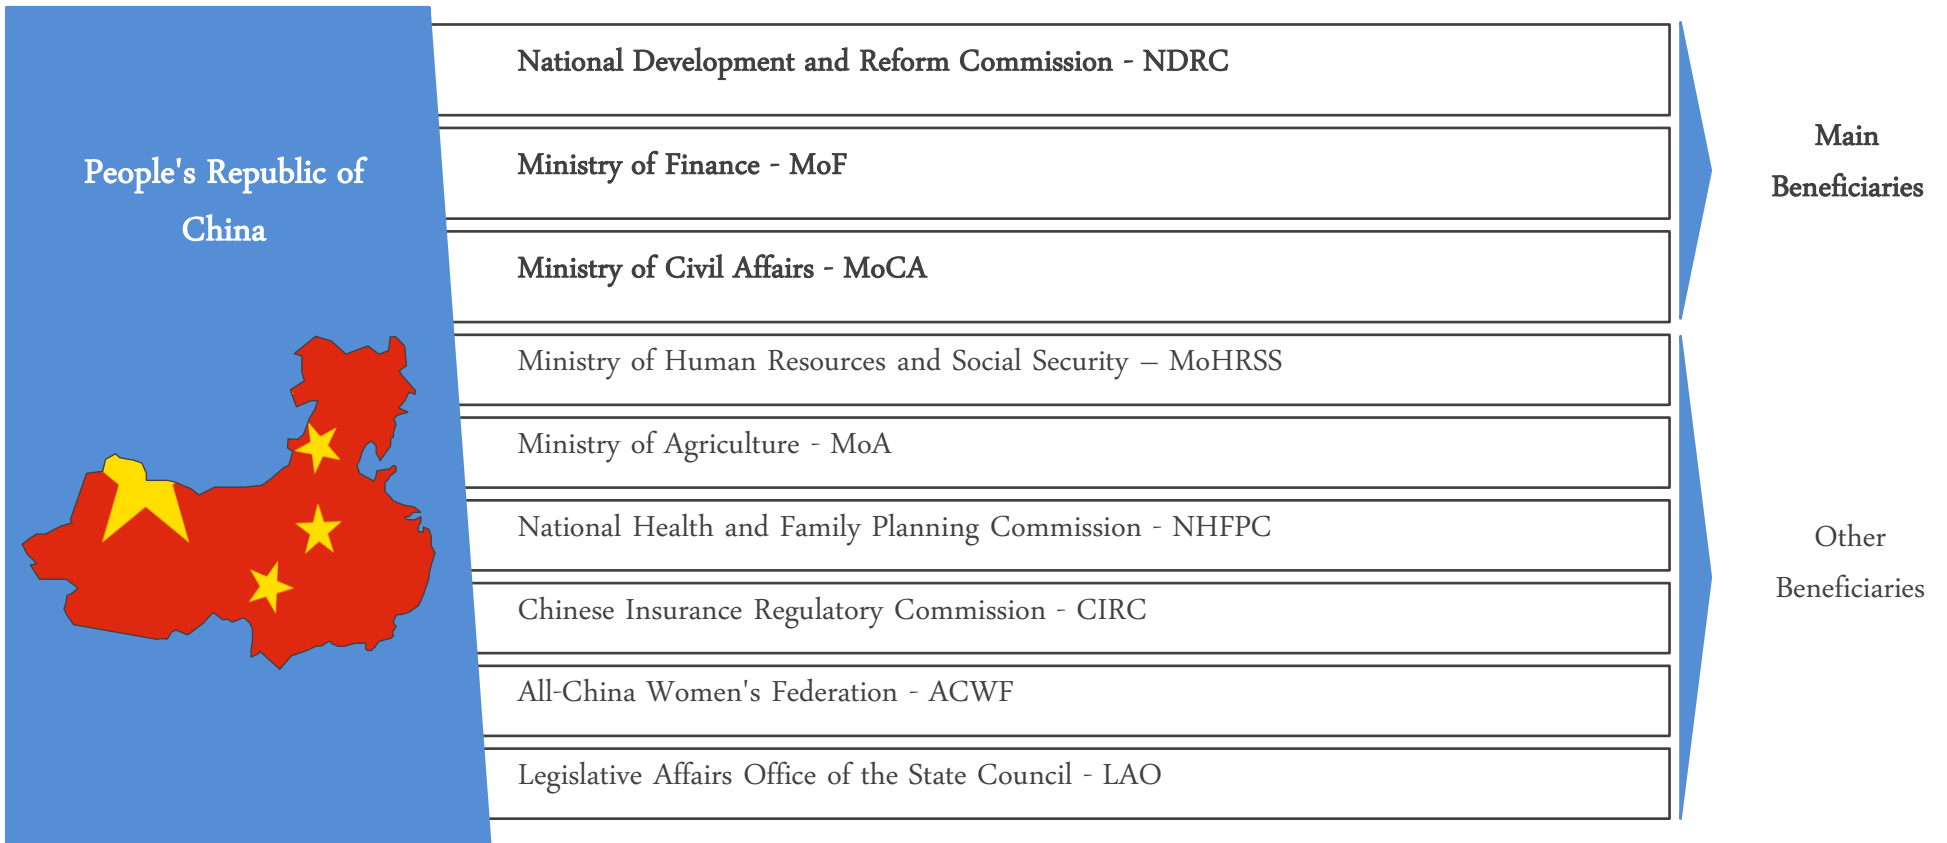 People's Republic of
China
National Development and Reform Commission - NDRC
Ministry of Finance - MoF
Ministry of Civil Affairs - MoCA
Main
Beneficiaries
Ministry of Human Resources and Social Security – MoHRSS
Ministry of Agriculture - MoA
National Health and Family Planning Commission - NHFPC
Chinese Insurance Regulatory Commission - CIRC
All-China Women's Federation - ACWF
Legislative Affairs Office of the State Council - LAO
Other
Beneficiaries